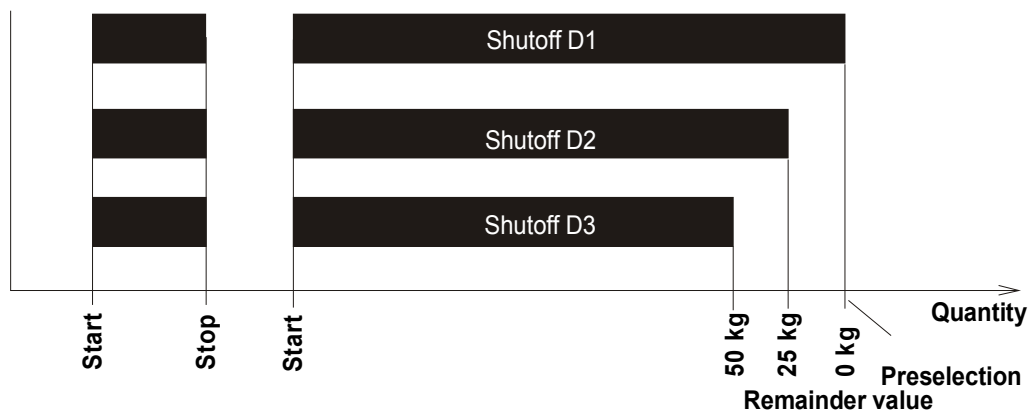 Shutoff D1
Shutoff D2
Shutoff D3
Quantity
Start
Stop
Start
50 kg
25 kg
0 kg
Preselection
Remainder value